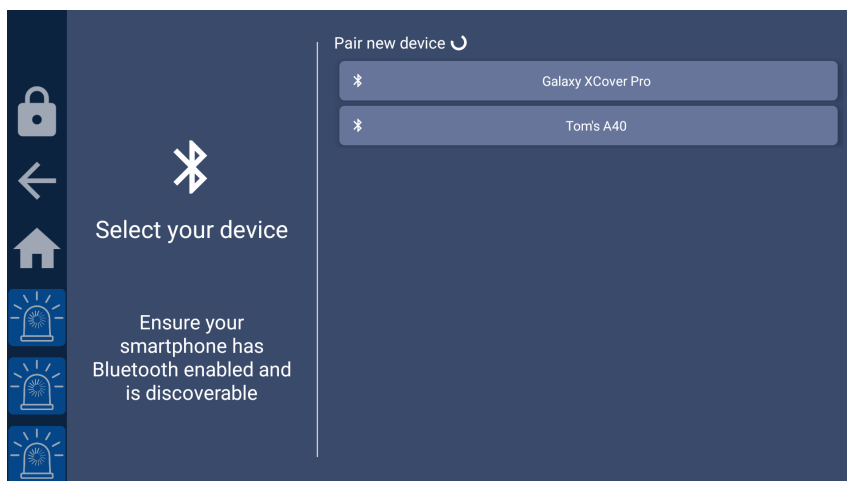 Pair new device
Galaxy XCover Pro
Tom's A40
Select your device
Ensure your
smartphone has
Bluetooth enabled and
is discoverable